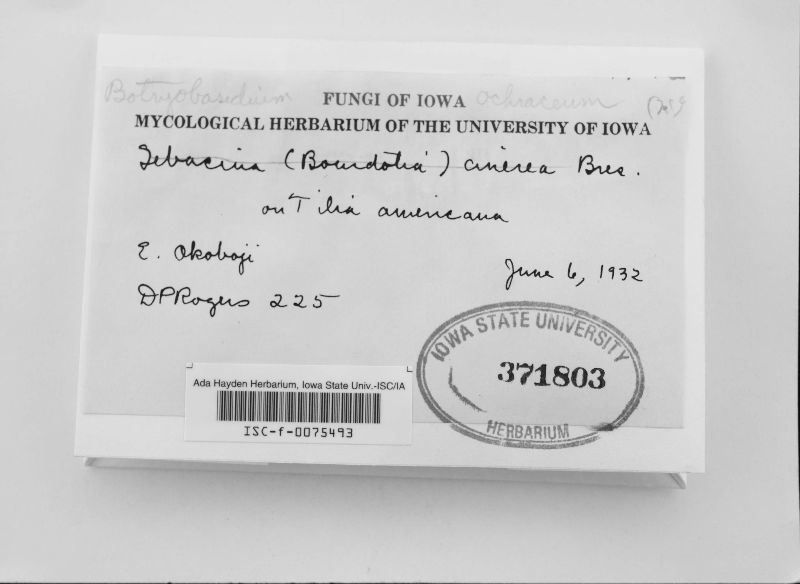 Botryobasidium ochraceum
FUNGI OF IOWA
MYCOLOGICAL HERBARIUM OF THE UNIVERSITY OF IOWA
Sebacina (Bourdotia) cinerea Bres.
on Tilia americana
E. Okoboji
June 6, 1932
DPRogers 225
IOWA STATE UNIVERSITY
371803
HERBARIUM
Ada Hayden Herbarium, Iowa State Univ.-ISC/IA
ISC-f-0075493